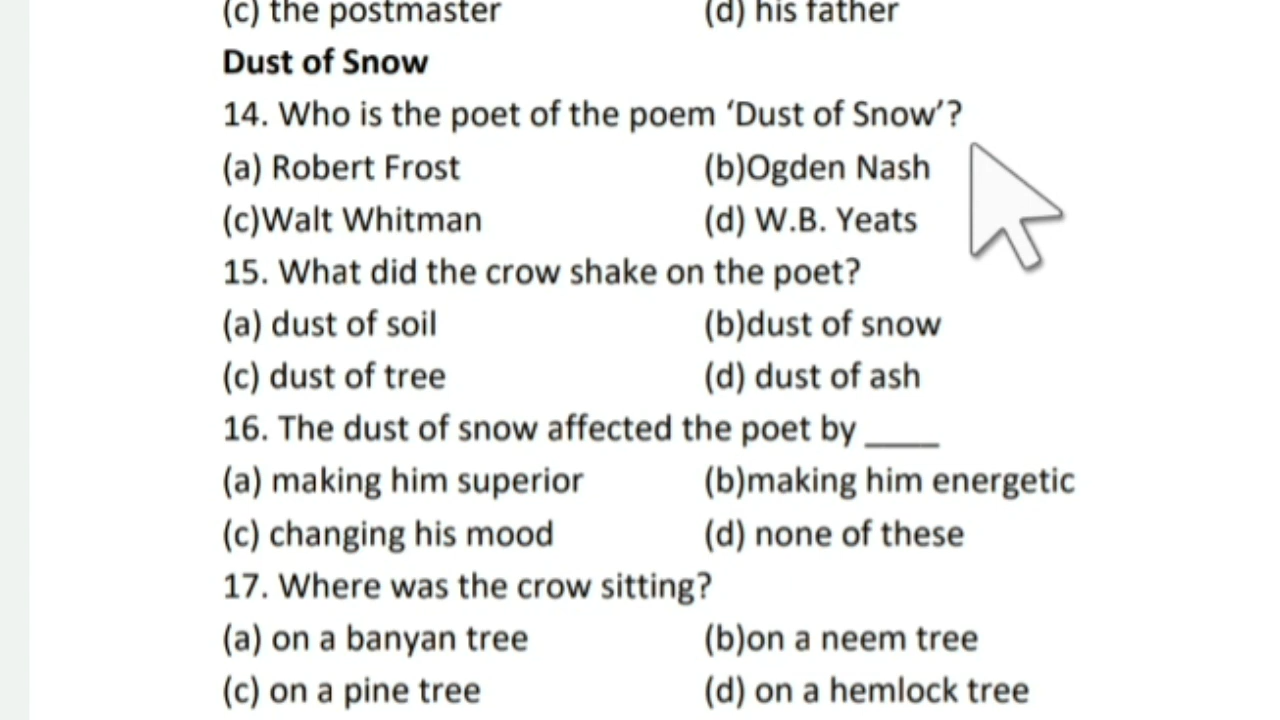 (c) the postmaster (d) his father
Dust of Snow
14. Who is the poet of the poem ‘Dust of Snow’?
(a) Robert Frost (b)Ogden Nash
(c)Walt Whitman (d) W.B. Yeats
15. What did the crow shake on the poet?
(a) dust of soil (b)dust of snow
(c) dust of tree (d) dust of ash
16. The dust of snow affected the poet by ____
(a) making him superior (b)making him energetic
(c) changing his mood (d) none of these
17. Where was the crow sitting?
(a) on a banyan tree (b)on a neem tree
(c) on a pine tree (d) on a hemlock tree